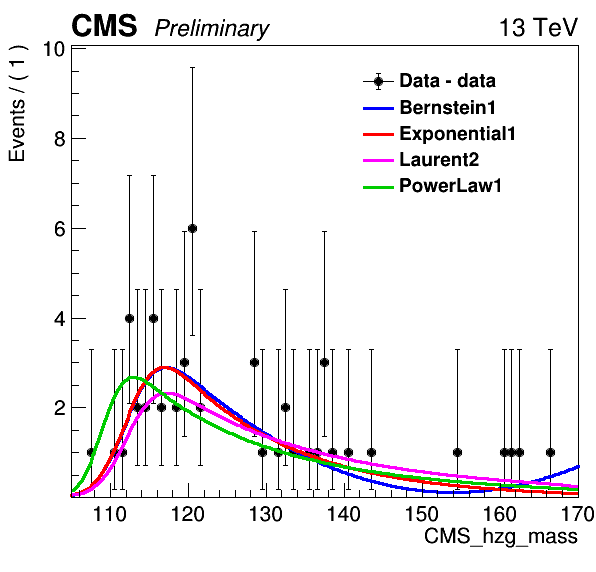 CMS Preliminary 13 TeV
Events / ( 1 )
10
8
6
4
2
Data - data
Bernstein1
Exponential1
Laurent2
PowerLaw1
110 120 130 140 150 160 170
CMS_hzg_mass